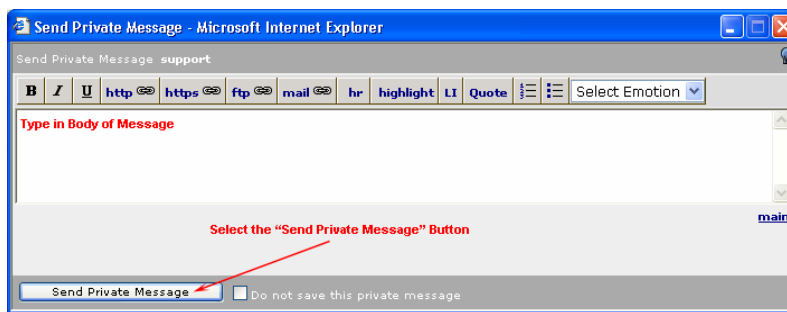 Send Private Message - Microsoft Internet Explorer
Send Private Message support
B I U http https ftp mail hr highlight LI Quote Select Emotion
Type in Body of Message
main
Select the “Send Private Message” Button
Send Private Message Do not save this private message